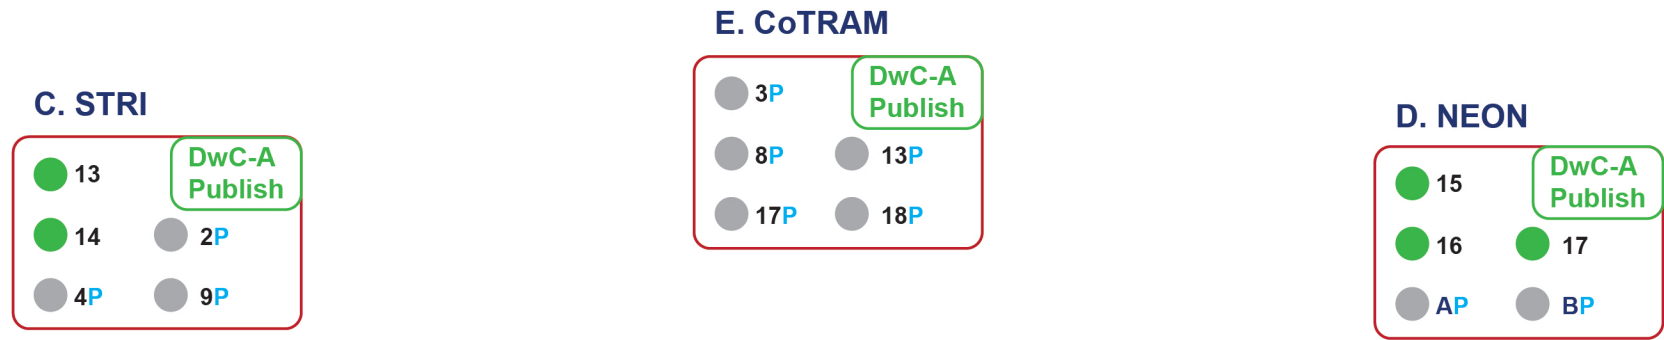 E. CoTRAM
3P
DwC-A
Publish
8P
13P
17P
18P
C. STRI
13
DwC-A
Publish
14
2P
4P
9P
D. NEON
15
DwC-A
Publish
16
17
AP
BP